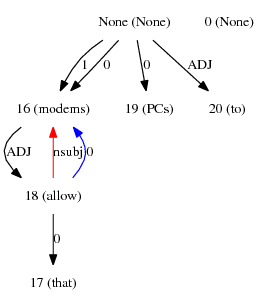 None (None) 0 (None)
1 0 0 ADJ
16 (modems) 19 (PCs) 20 (to)
ADJ nsubj 0
18 (allow)
0
17 (that)